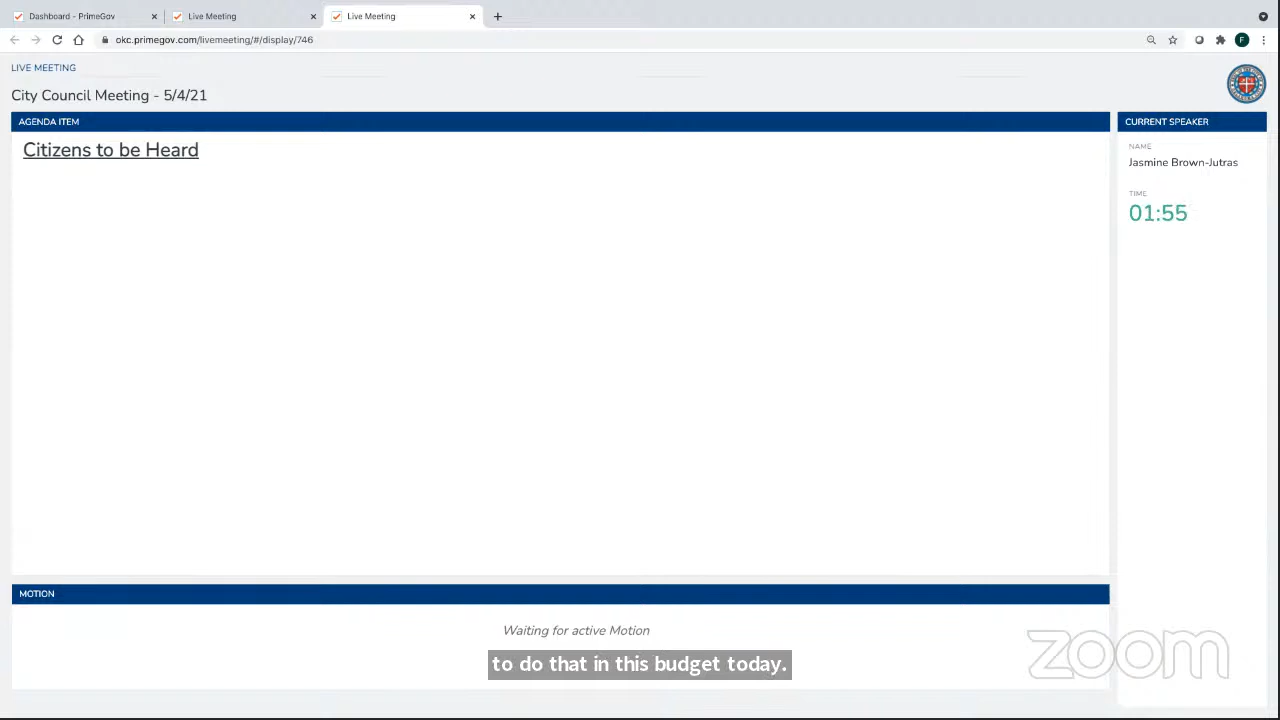 Dashboard - PrimeGov
Live Meeting
Live Meeting
okc.primegov.com/livemeeting/#/display/746
F
LIVE MEETING
City Council Meeting - 5/4/21
AGENDA ITEM
Citizens to be Heard
CURRENT SPEAKER
NAME
Jasmine Brown-Jutras
TIME
01:55
MOTION
Waiting for active Motion
to do that in this budget today.
zoom